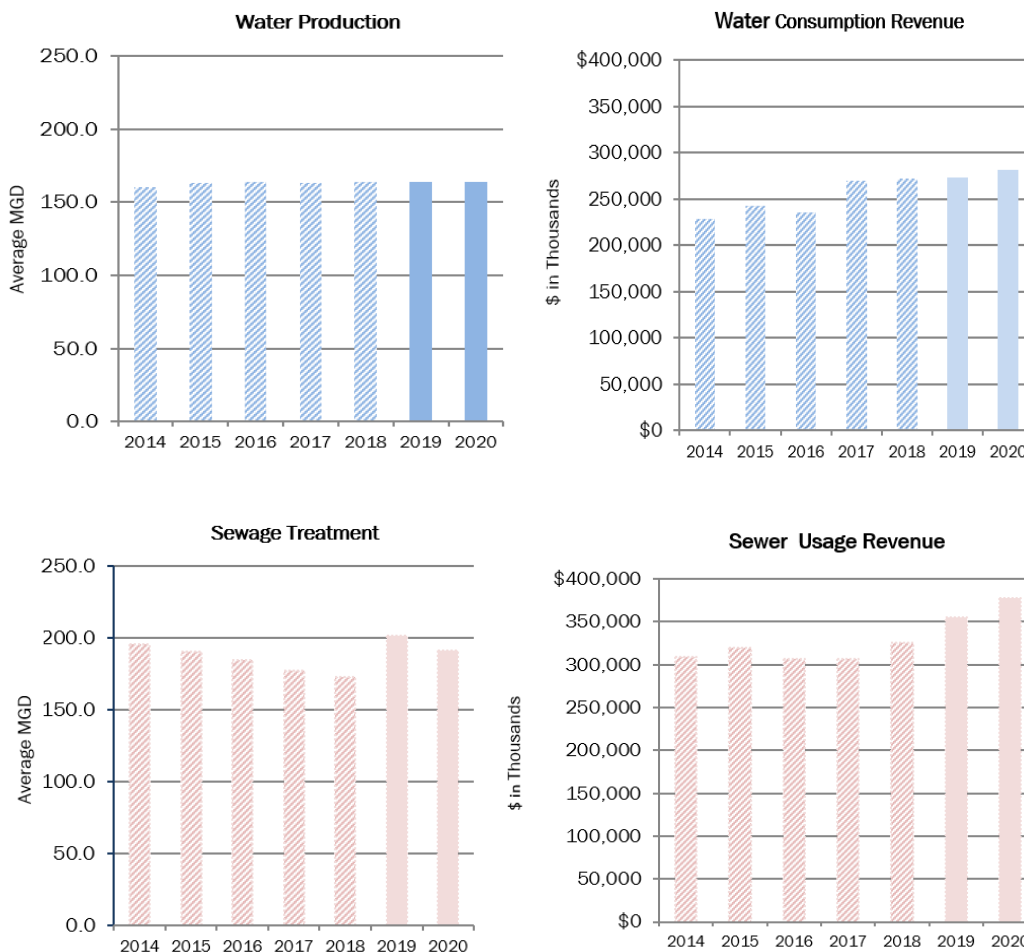 Water Production
250.0
200.0
150.0
100.0
50.0
0.0
Average MGD
2014 2015 2016 2017 2018 2019 2020
Water Consumption Revenue
$400,000
350,000
300,000
250,000
200,000
150,000
100,000
50,000
$0
$ in Thousands
2014 2015 2016 2017 2018 2019 2020
Sewage Treatment
250.0
200.0
150.0
100.0
50.0
0.0
Average MGD
2014 2015 2016 2017 2018 2019 2020
Sewer Usage Revenue
$400,000
350,000
300,000
250,000
200,000
150,000
100,000
50,000
$0
$ in Thousands
2014 2015 2016 2017 2018 2019 2020